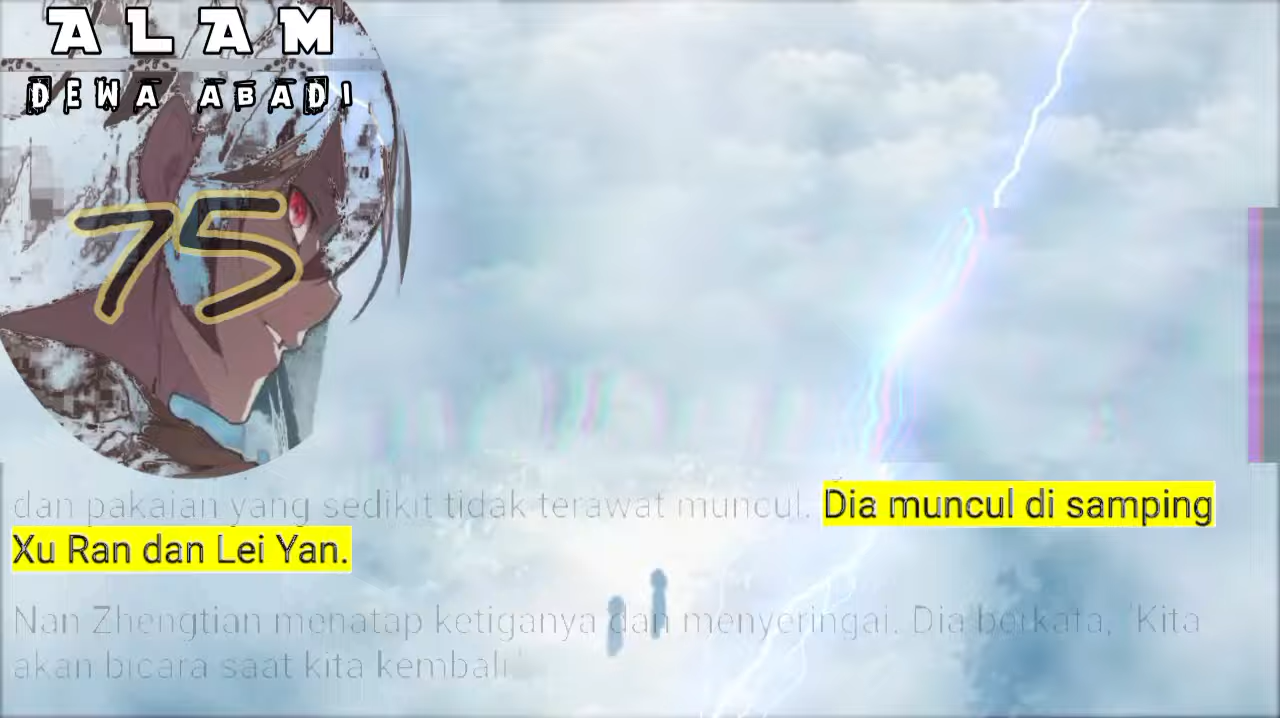 ALAM
DEWA ABADI
75
dan pakaian yang sedikit tidak terawat muncul. Dia muncul di samping
Xu Ran dan Lei Yan.
Nan Zhengtian menatap ketiganya dan menyeringai. Dia berkata, 'Kita
akan bicara saat kita kembali'